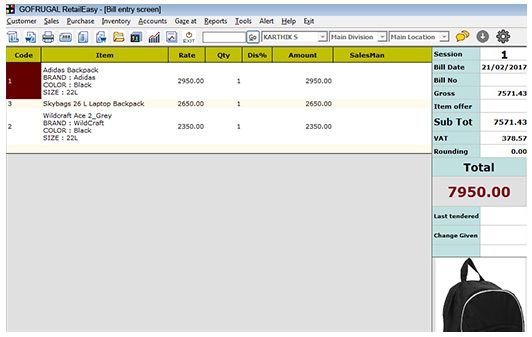 GOFRUGAL RetailEasy - [Bill entry screen]
Customer Sales Purchase Inventory Accounts Gaze at Reports Tools Alert Help Exit
EXIT Go KARTHIK S Main Division Main Location
Code Item Rate Qty Dis% Amount SalesMan
1 Adidas Backpack
BRAND : Adidas
COLOR : Black
SIZE : 22L 2950.00 1 2950.00
3 Skybags 26 L Laptop Backpack 2650.00 1 2650.00
2 Wildcraft Ace 2_Grey
BRAND : WildCraft
COLOR : Black
SIZE : 22L 2350.00 1 2350.00
Session 1
Bill Date 21/02/2017
Bill No
Gross 7571.43
Item offer
Sub Tot 7571.43
VAT 378.57
Rounding 0.00
Total
7950.00
Last tendered
Change Given